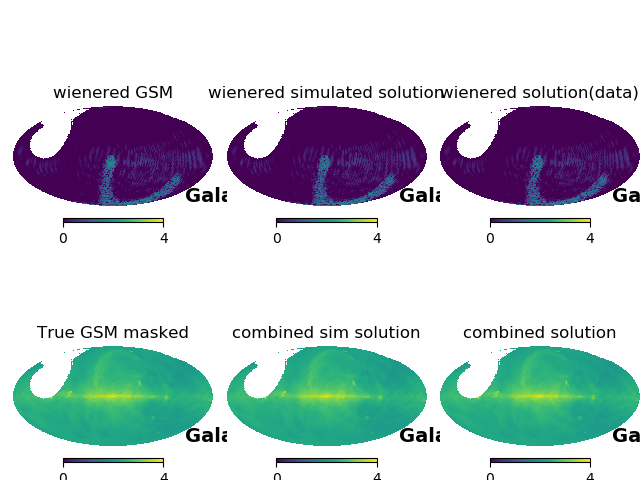 wienered GSM
wienered simulated solution
wienered solution(data)
Gala
Gala
Ga
0 4
0 4
0 4
True GSM masked
combined sim solution
combined solution
Gala
Gala
Ga
0 4
0 4
0 4